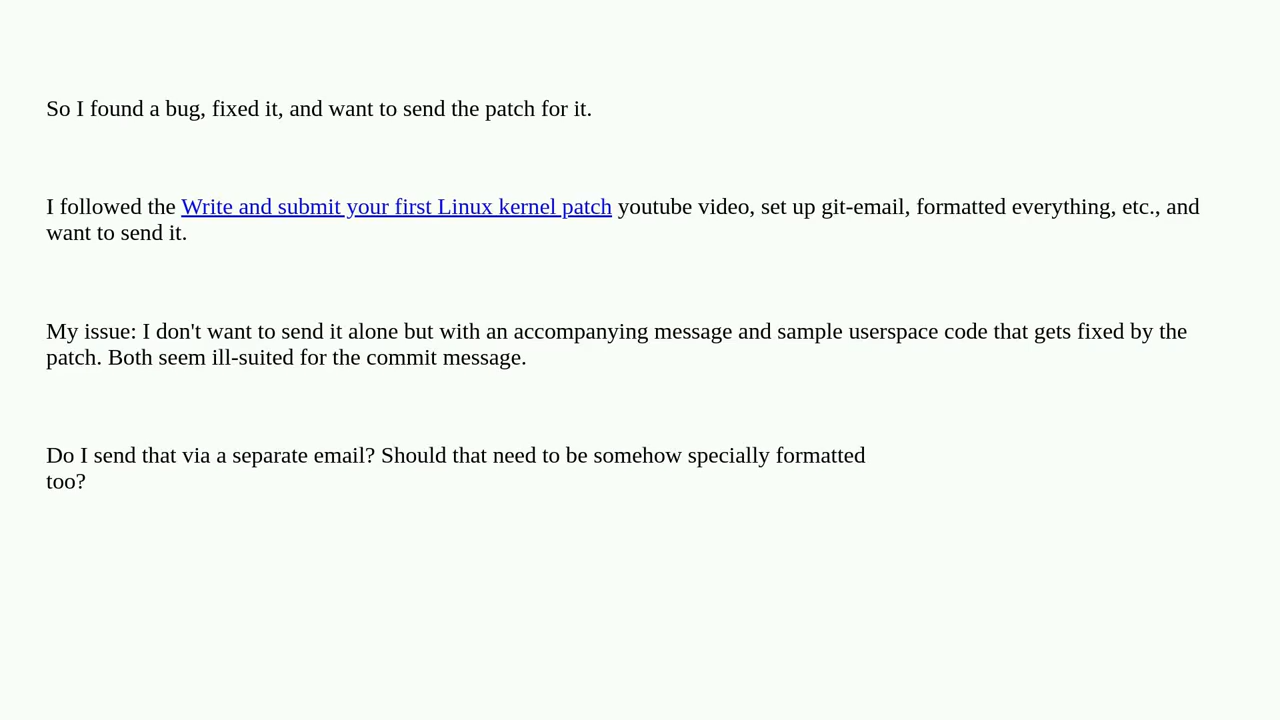 So I found a bug, fixed it, and want to send the patch for it.
I followed the Write and submit your first Linux kernel patch youtube video, set up git-email, formatted everything, etc., and
want to send it.
My issue: I don't want to send it alone but with an accompanying message and sample userspace code that gets fixed by the
patch. Both seem ill-suited for the commit message.
Do I send that via a separate email? Should that need to be somehow specially formatted
too?